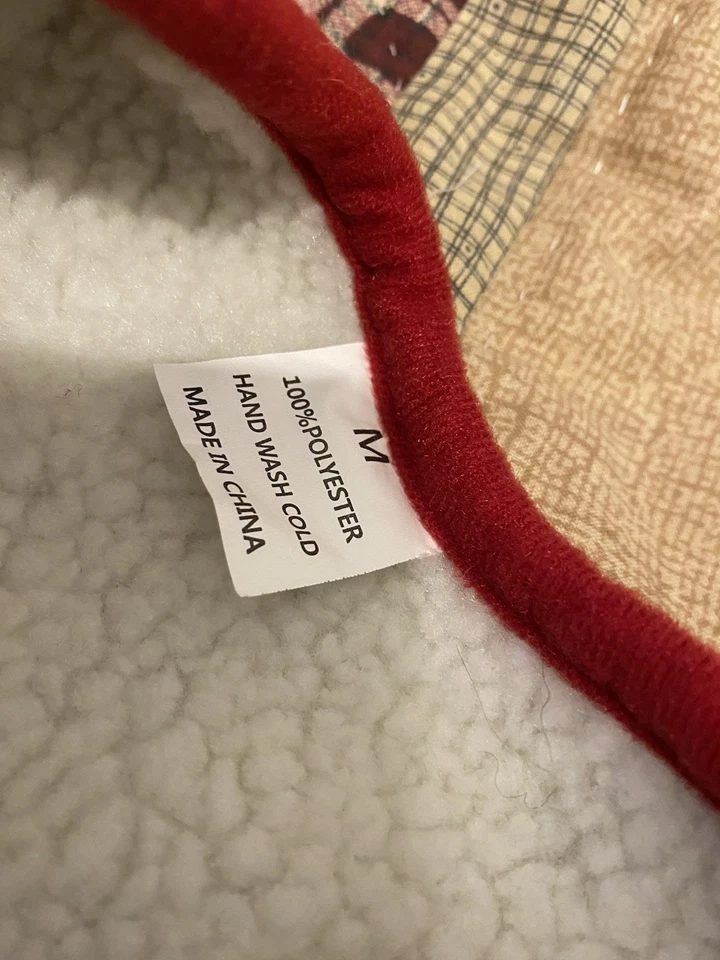 M
100%POLYESTER
HAND WASH COLD
MADE IN CHINA